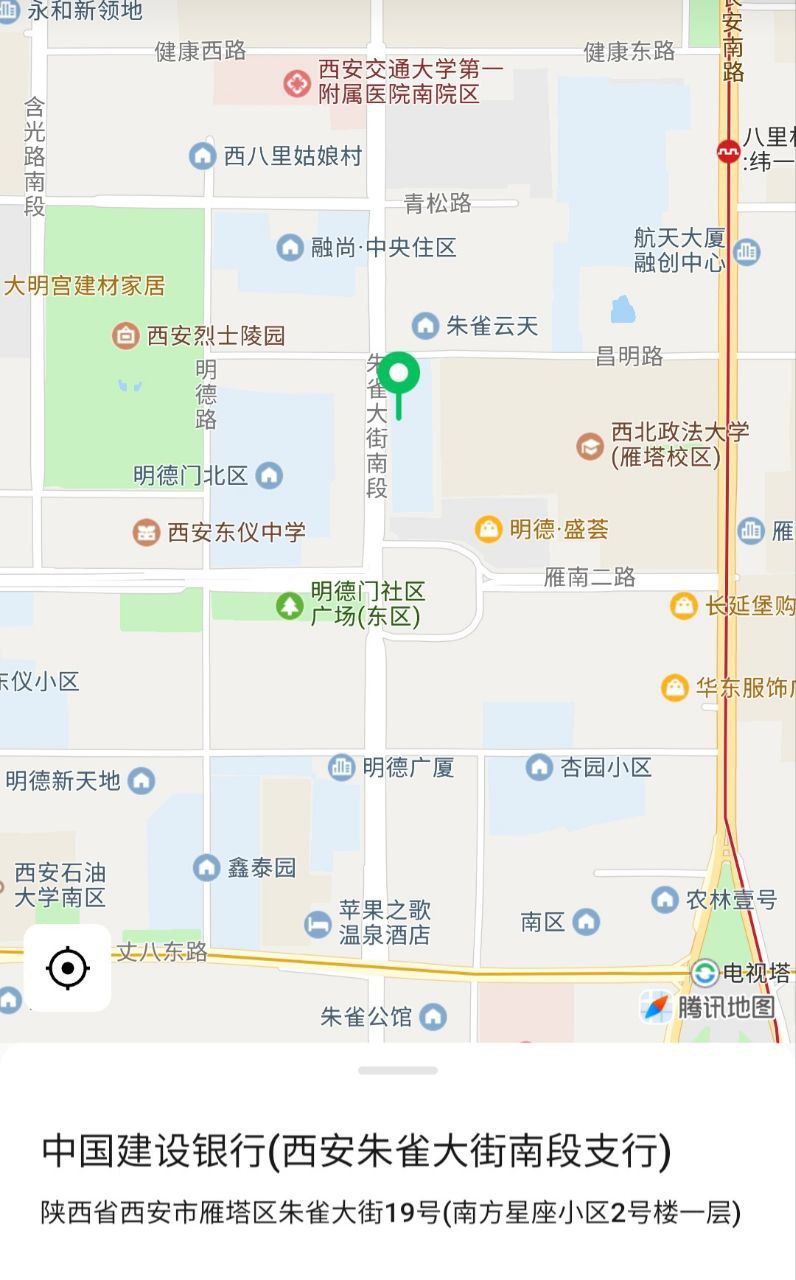 永和新领地
长安南路
健康西路
健康东路
西安交通大学第一
附属医院南院区
含光路南段
八里村
:纬一
西八里姑娘村
青松路
航天大厦
融创中心
融尚·中央住区
大明宫建材家居
西安烈士陵园
朱雀云天
昌明路
明德路
朱雀大街南段
西北政法大学
(雁塔校区)
明德门北区
西安东仪中学
明德·盛荟
雁
雁南二路
明德门社区
广场(东区)
长延堡购
东仪小区
华东服饰广
明德新天地
明德广厦
杏园小区
西安石油
大学南区
鑫泰园
农林壹号
苹果之歌
温泉酒店
南区
丈八东路
电视塔
朱雀公馆
腾讯地图
中国建设银行(西安朱雀大街南段支行)
陕西省西安市雁塔区朱雀大街19号(南方星座小区2号楼一层)